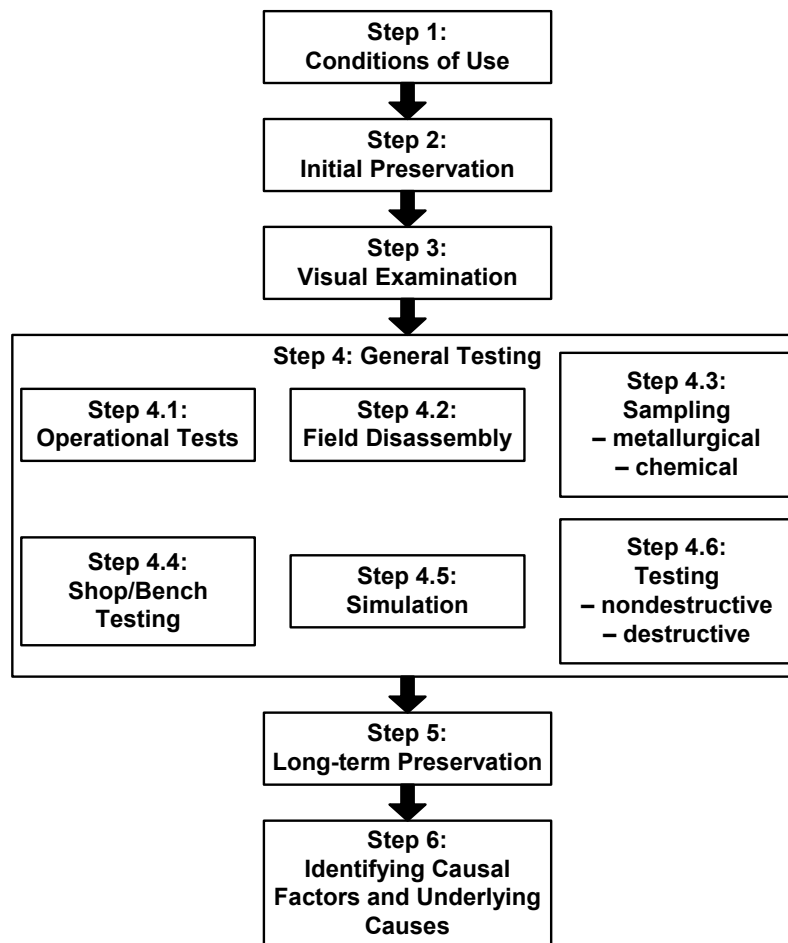 Step 1:
Conditions of Use
Step 2:
Initial Preservation
Step 3:
Visual Examination
Step 4: General Testing
Step 4.1:
Operational Tests
Step 4.2:
Field Disassembly
Step 4.3:
Sampling
– metallurgical
– chemical
Step 4.4:
Shop/Bench
Testing
Step 4.5:
Simulation
Step 4.6:
Testing
– nondestructive
– destructive
Step 5:
Long-term Preservation
Step 6:
Identifying Causal
Factors and Underlying
Causes